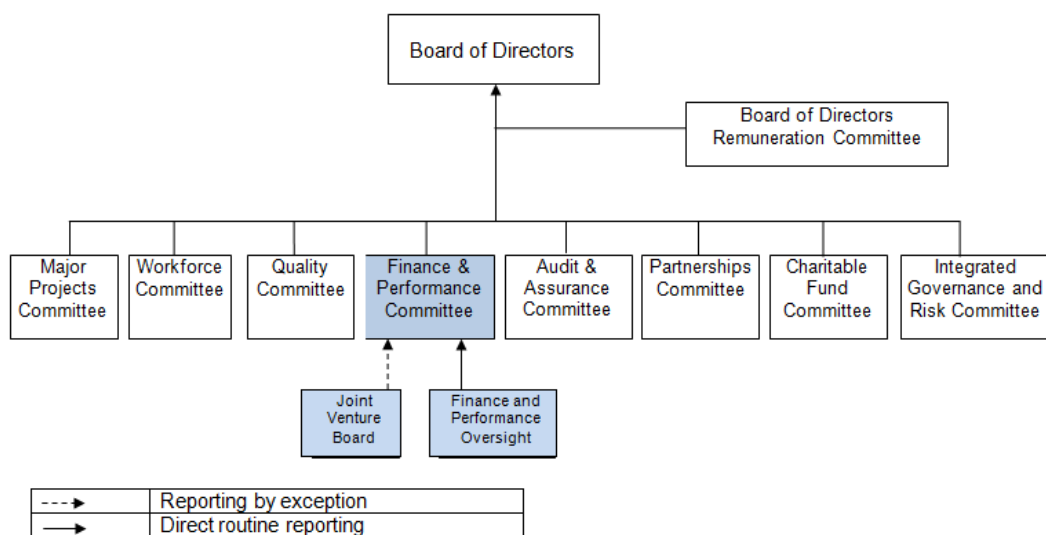 Board of Directors
Board of Directors
Remuneration Committee
Major
Projects
Committee
Workforce
Committee
Quality
Committee
Finance &
Performance
Committee
Audit &
Assurance
Committee
Partnerships
Committee
Charitable
Fund
Committee
Integrated
Governance and
Risk Committee
Joint
Venture
Board
Finance and
Performance
Oversight
Reporting by exception
Direct routine reporting